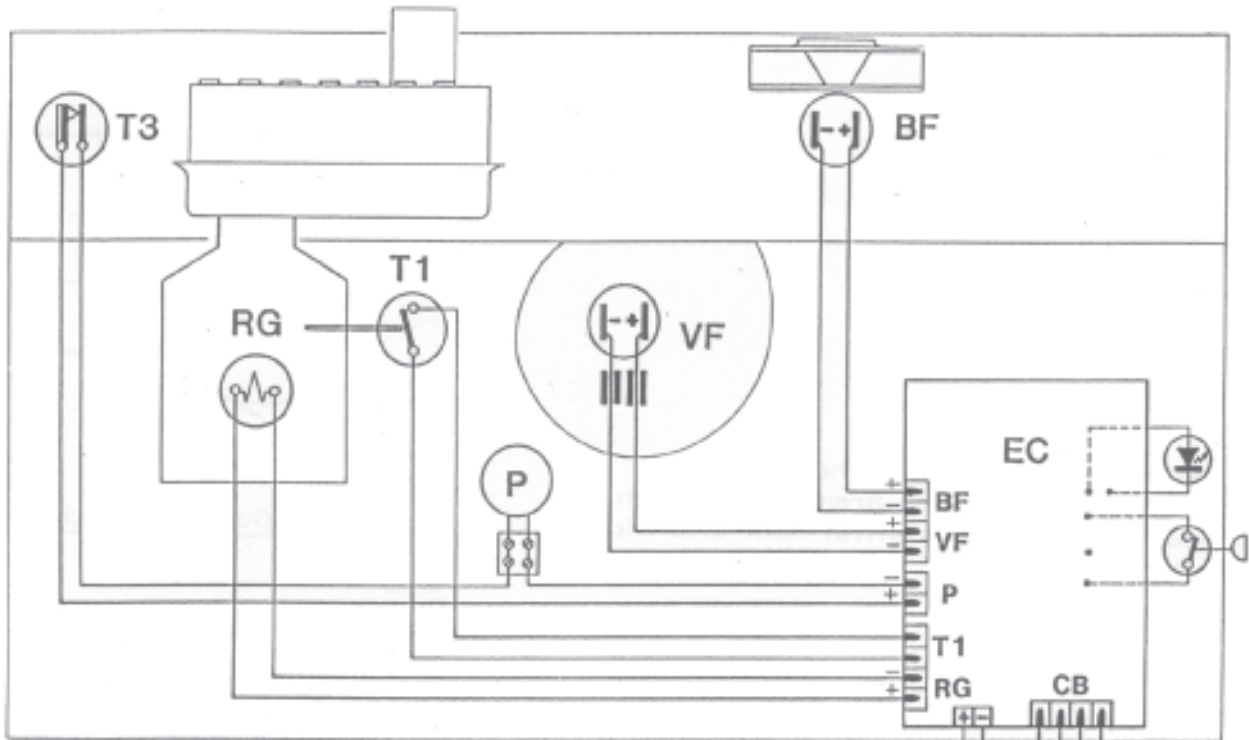 T3
- +
BF
T1
RG
- +
VF
EC
P
+
- BF
+
- VF
-
+ P
T1
-
+ RG
CB
+ -